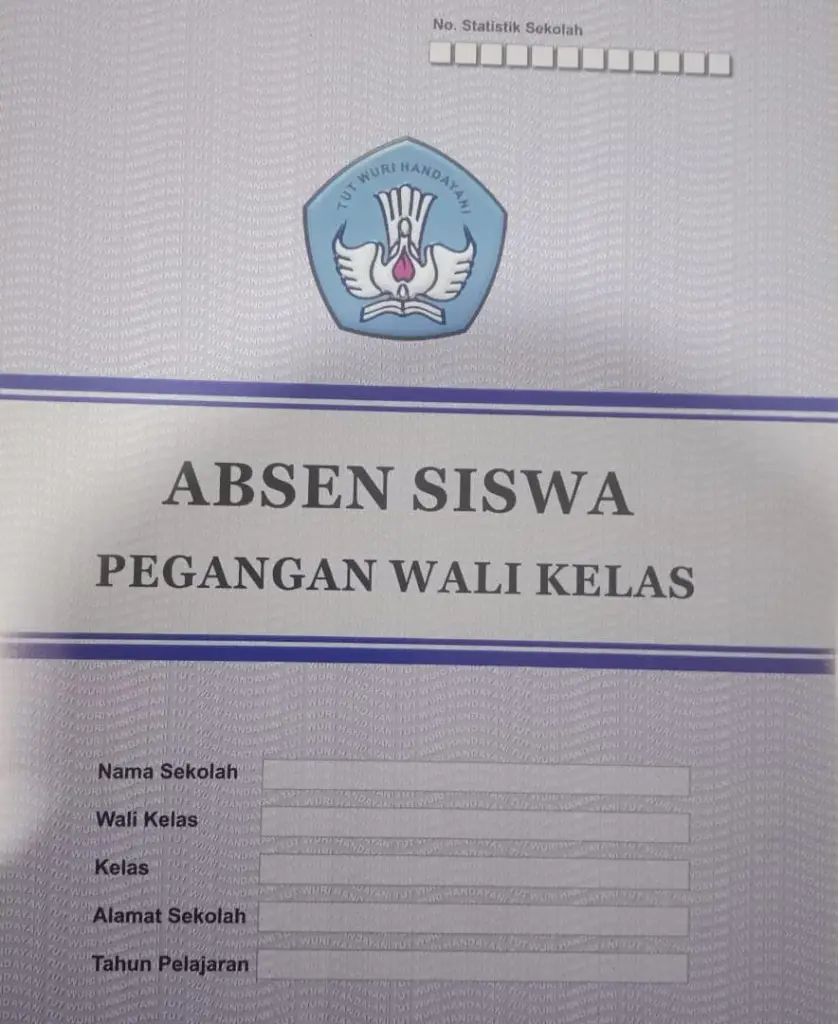 No. Statistik Sekolah
TUT WURI HANDAYANI
ABSEN SISWA
PEGANGAN WALI KELAS
Nama Sekolah
Wali Kelas
Kelas
Alamat Sekolah
Tahun Pelajaran